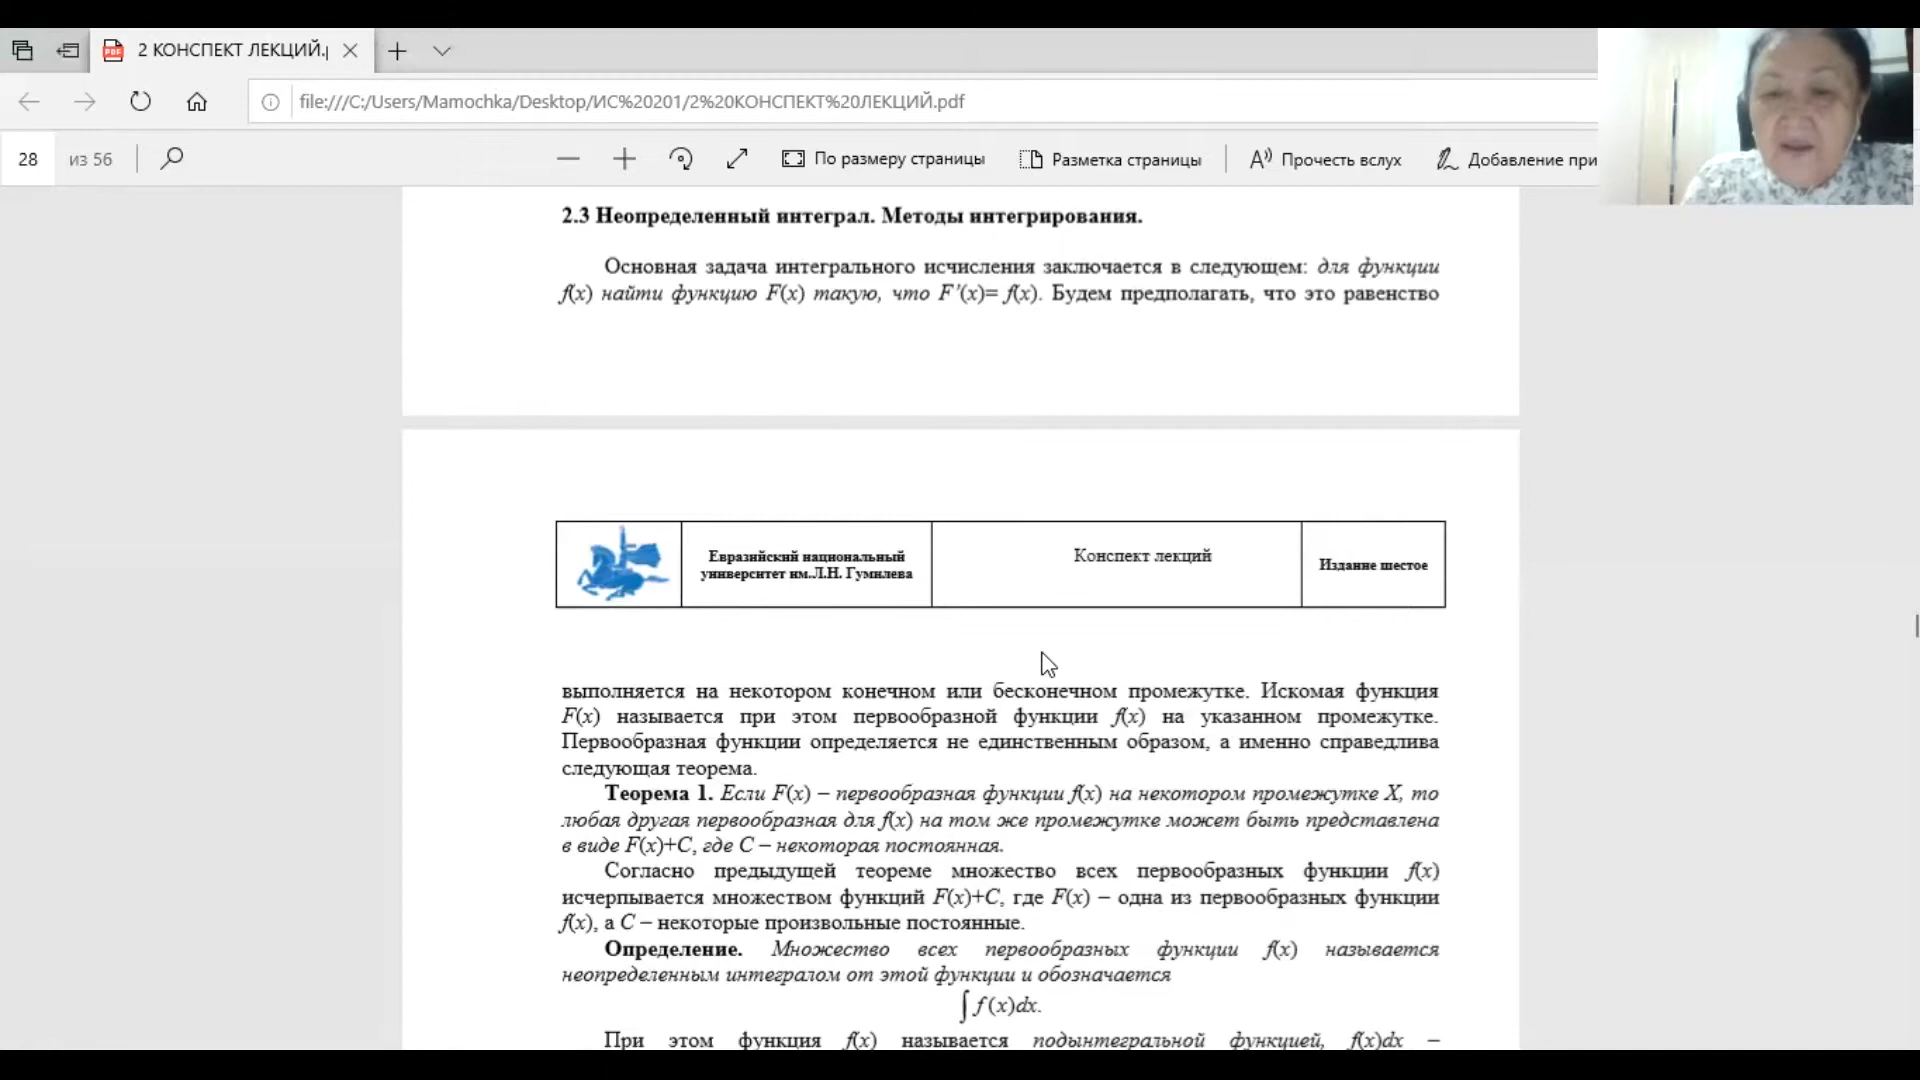 2 КОНСПЕКТ ЛЕКЦИЙ.
file:///C:/Users/Mamochka/Desktop/ИС%20201/2%20КОНСПЕКТ%20ЛЕКЦИЙ.pdf
28 из 56 По размеру страницы Разметка страницы Прочесть вслух Добавление при
2.3 Неопределенный интеграл. Методы интегрирования.
Основная задача интегрального исчисления заключается в следующем: для функции
f(x) найти функцию F(x) такую, что F'(x)= f(x). Будем предполагать, что это равенство
Евразийский национальный
университет им.Л.Н. Гумилева
Конспект лекций
Издание шестое
выполняется на некотором конечном или бесконечном промежутке. Искомая функция
F(x) называется при этом первообразной функции f(x) на указанном промежутке.
Первообразная функции определяется не единственным образом, а именно справедлива
следующая теорема.
Теорема 1. Если F(x) – первообразная функции f(x) на некотором промежутке X, то
любая другая первообразная для f(x) на том же промежутке может быть представлена
в виде F(x)+C, где C – некоторая постоянная.
Согласно предыдущей теореме множество всех первообразных функции f(x)
исчерпывается множеством функций F(x)+C, где F(x) – одна из первообразных функции
f(x), а C – некоторые произвольные постоянные.
Определение. Множество всех первообразных функции f(x) называется
неопределенным интегралом от этой функции и обозначается
∫ f(x)dx.
При этом функция f(x) называется подынтегральной функцией, f(x)dx –